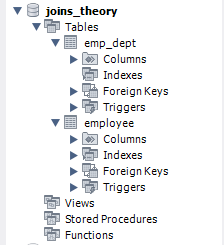 joins_theory
Tables
emp_dept
Columns
Indexes
Foreign Keys
Triggers
employee
Columns
Indexes
Foreign Keys
Triggers
Views
Stored Procedures
Functions